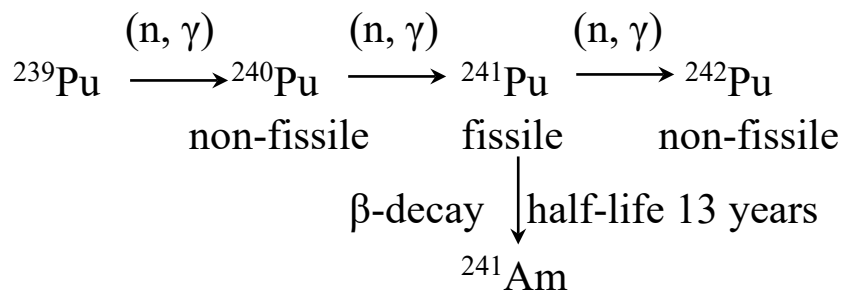 (n, γ) (n, γ) (n, γ)
²³⁹Pu ²⁴⁰Pu ²⁴¹Pu ²⁴²Pu
non-fissile fissile non-fissile
β-decay half-life 13 years
²⁴¹Am